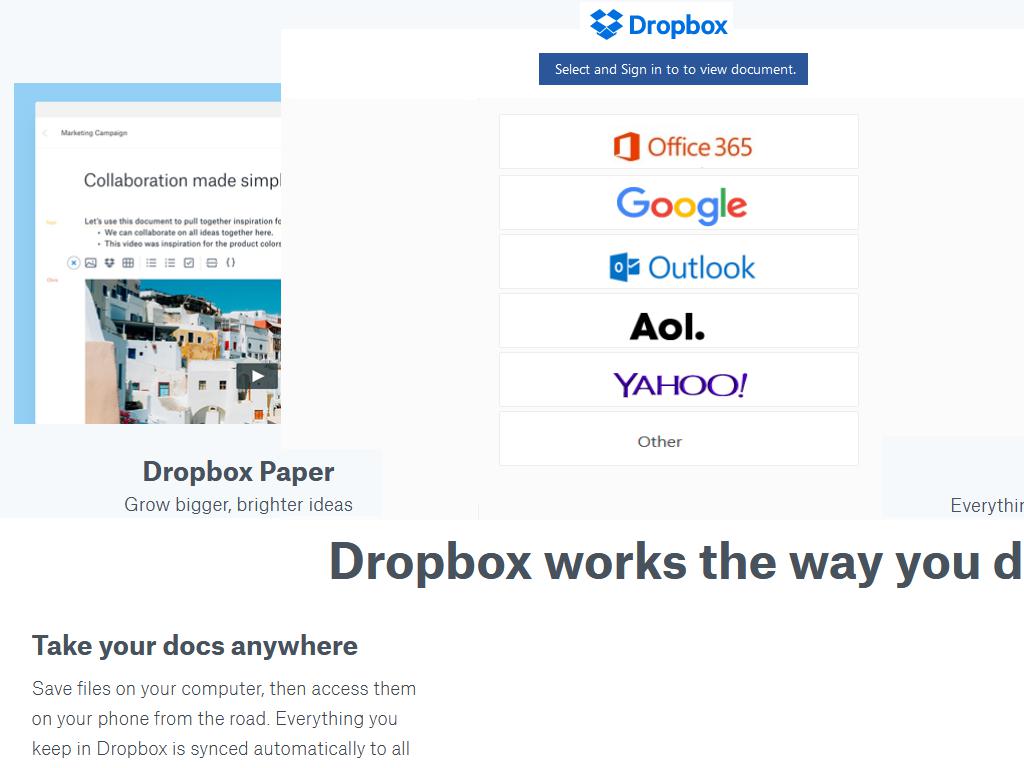 Dropbox
Select and Sign in to to view document.
Marketing Campaign
Collaboration made simpl
Let's use this document to pull together inspiration fo
• We can collaborate on all ideas together here.
• This video was inspiration for the product colors
Office 365
Google
Outlook
Aol.
YAHOO!
Other
Dropbox Paper
Grow bigger, brighter ideas
Everythin
Dropbox works the way you d
Take your docs anywhere
Save files on your computer, then access them
on your phone from the road. Everything you
keep in Dropbox is synced automatically to all